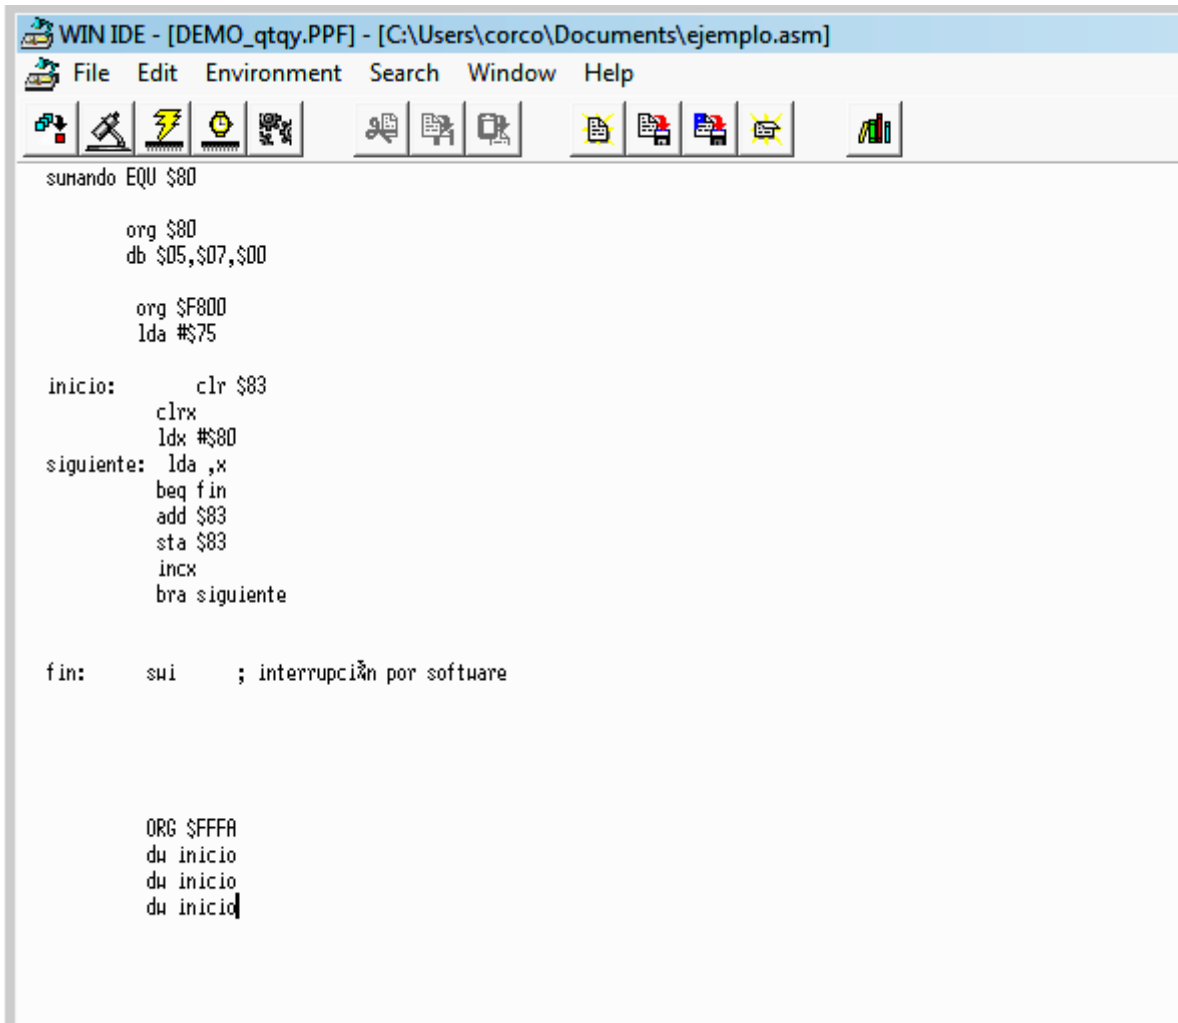 WIN IDE - [DEMO_qtqy.PPF] - [C:\Users\corco\Documents\ejemplo.asm]
File Edit Environment Search Window Help
sumando EQU $80
org $80
db $05,$07,$00
org $F800
lda #$75
inicio: clr $83
clrx
ldx #$80
siguiente: lda ,x
beq fin
add $83
sta $83
incx
bra siguiente
fin: swi ; interrupci¾n por software
ORG $FFFA
dw inicio
dw inicio
dw inicio